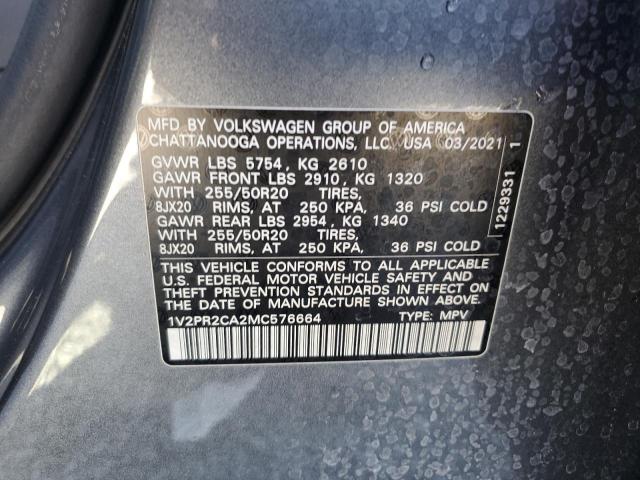 MFD BY VOLKSWAGEN GROUP OF AMERICA
CHATTANOOGA OPERATIONS, LLC, USA 03/2021
GVWR LBS 5754, KG 2610
GAWR FRONT LBS 2910, KG 1320
WITH 255/50R20 TIRES,
8JX20 RIMS, AT 250 KPA, 36 PSI COLD
GAWR REAR LBS 2954, KG 1340
WITH 255/50R20 TIRES,
8JX20 RIMS, AT 250 KPA, 36 PSI COLD
THIS VEHICLE CONFORMS TO ALL APPLICABLE
U.S. FEDERAL MOTOR VEHICLE SAFETY AND
THEFT PREVENTION STANDARDS IN EFFECT ON
THE DATE OF MANUFACTURE SHOWN ABOVE.
1V2PR2CA2MC576664 TYPE: MPV
1229331 1